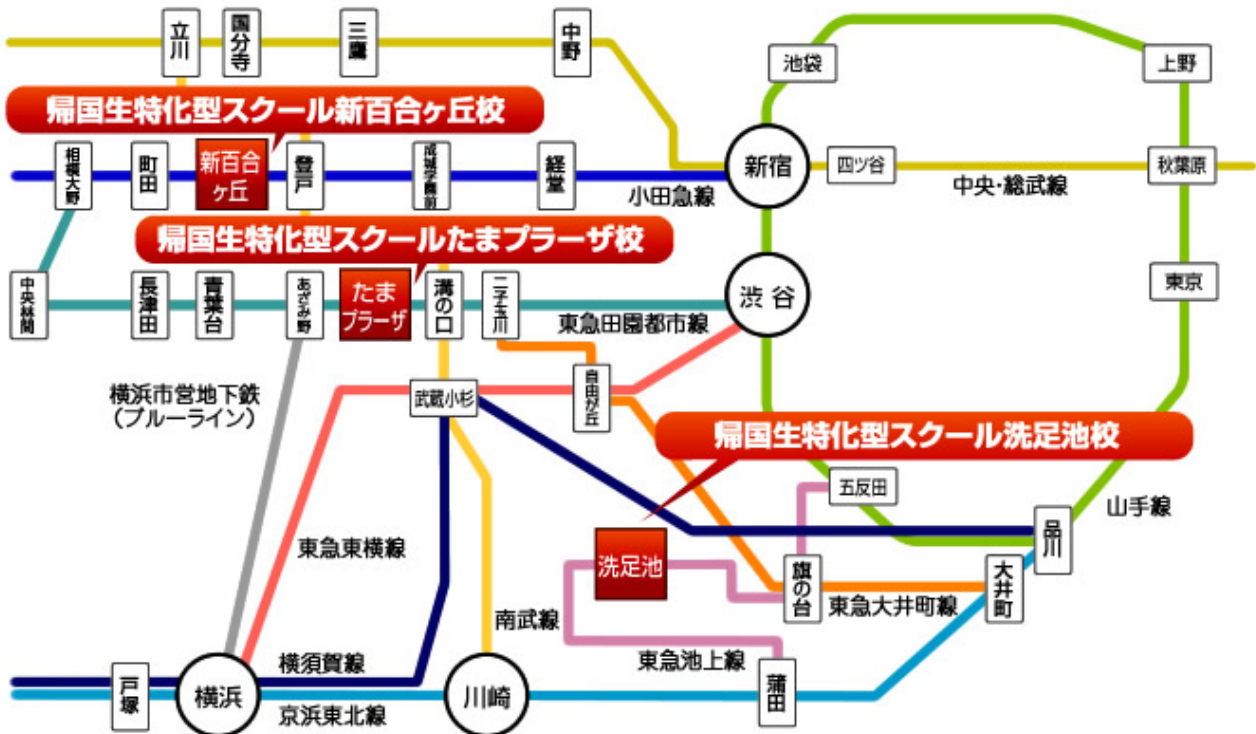 立川
国分寺
三鷹
中野
池袋
上野
帰国生特化型スクール新百合ヶ丘校
相模大野
町田
新百合
ヶ丘
登戸
成城学園前
経堂
小田急線
新宿
四ツ谷
中央・総武線
秋葉原
帰国生特化型スクールたまプラーザ校
中央林間
長津田
青葉台
あざみ野
たま
プラーザ
溝の口
二子玉川
東急田園都市線
渋谷
東京
横浜市営地下鉄
（ブルーライン）
武蔵小杉
自由が丘
帰国生特化型スクール洗足池校
五反田
山手線
品川
東急東横線
洗足池
旗の台
大井町
東急大井町線
南武線
東急池上線
横須賀線
戸塚
横浜
川崎
蒲田
京浜東北線